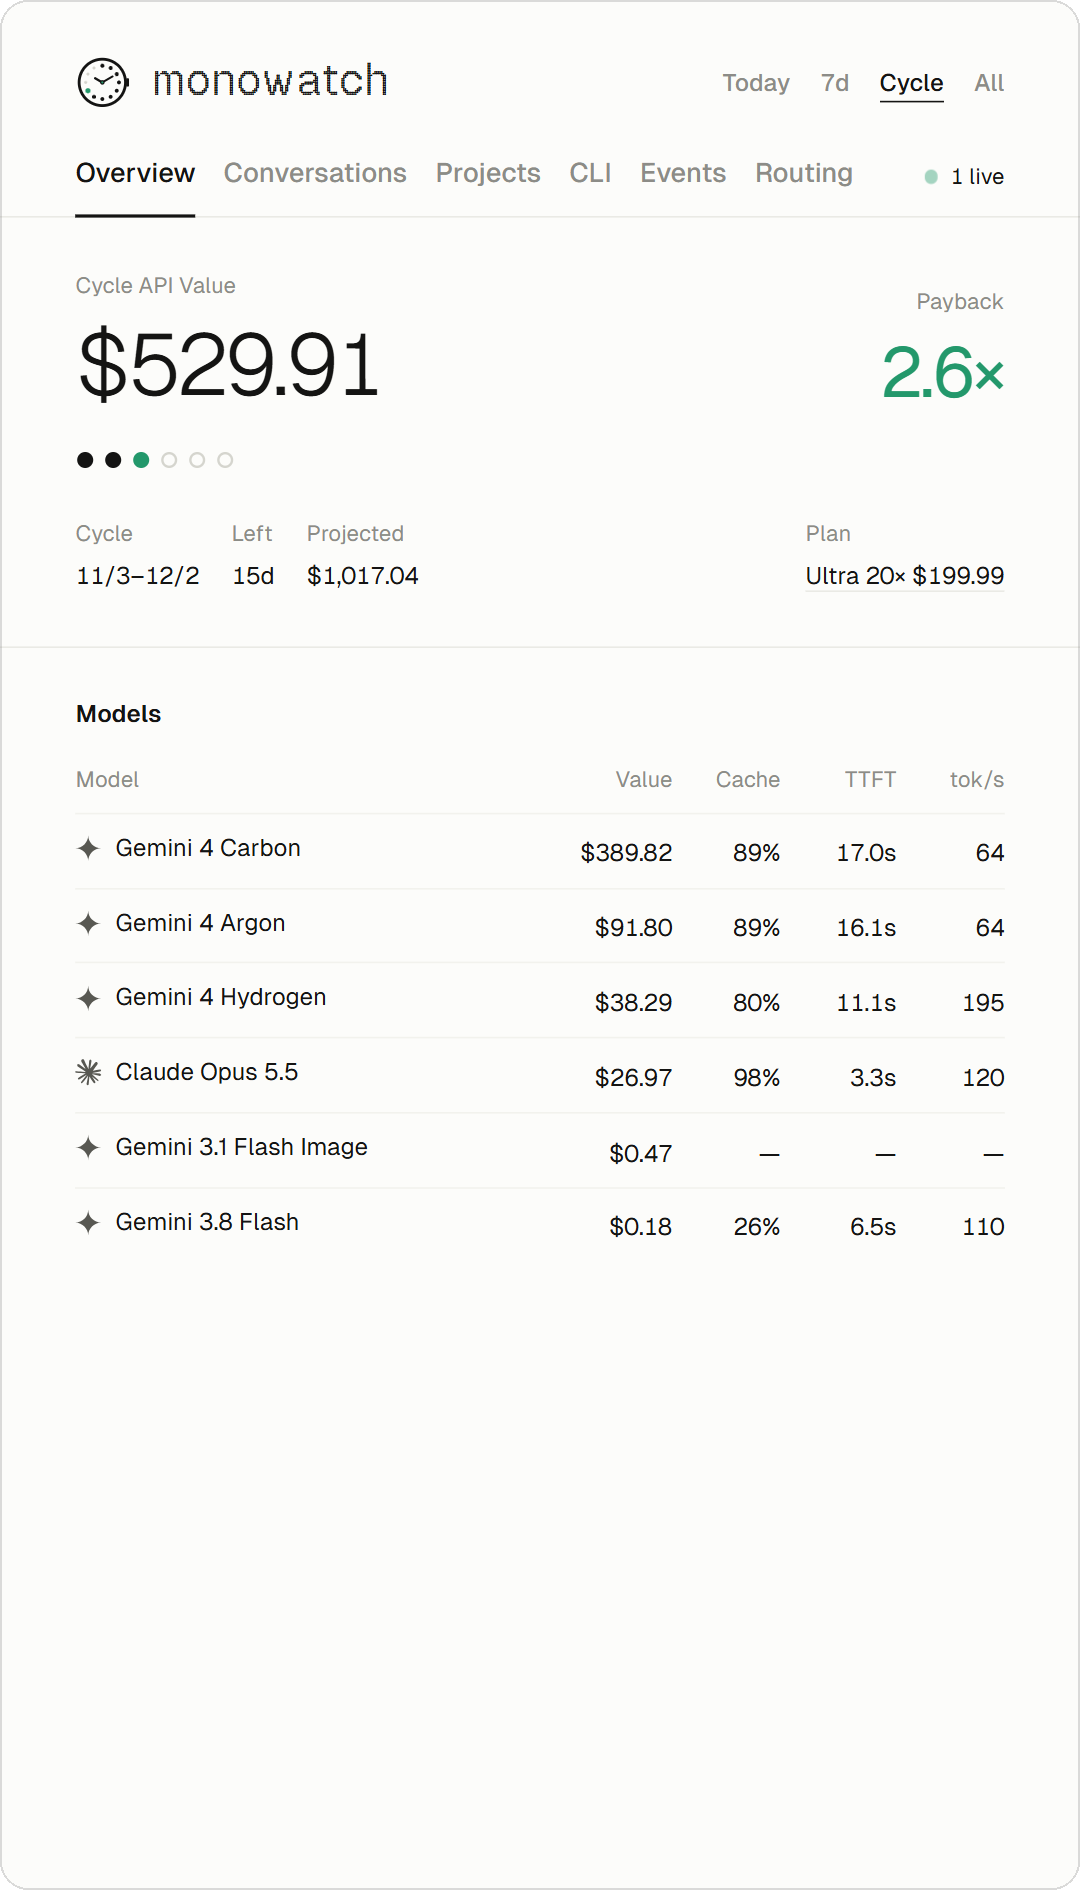 monowatch
Today 7d Cycle All
Overview Conversations Projects CLI Events Routing 1 live
Cycle API Value
Payback
$529.91
2.6×
Cycle Left Projected Plan
11/3–12/2 15d $1,017.04 Ultra 20× $199.99
Models
Model Value Cache TTFT tok/s
Gemini 4 Carbon $389.82 89% 17.0s 64
Gemini 4 Argon $91.80 89% 16.1s 64
Gemini 4 Hydrogen $38.29 80% 11.1s 195
Claude Opus 5.5 $26.97 98% 3.3s 120
Gemini 3.1 Flash Image $0.47 — — —
Gemini 3.8 Flash $0.18 26% 6.5s 110